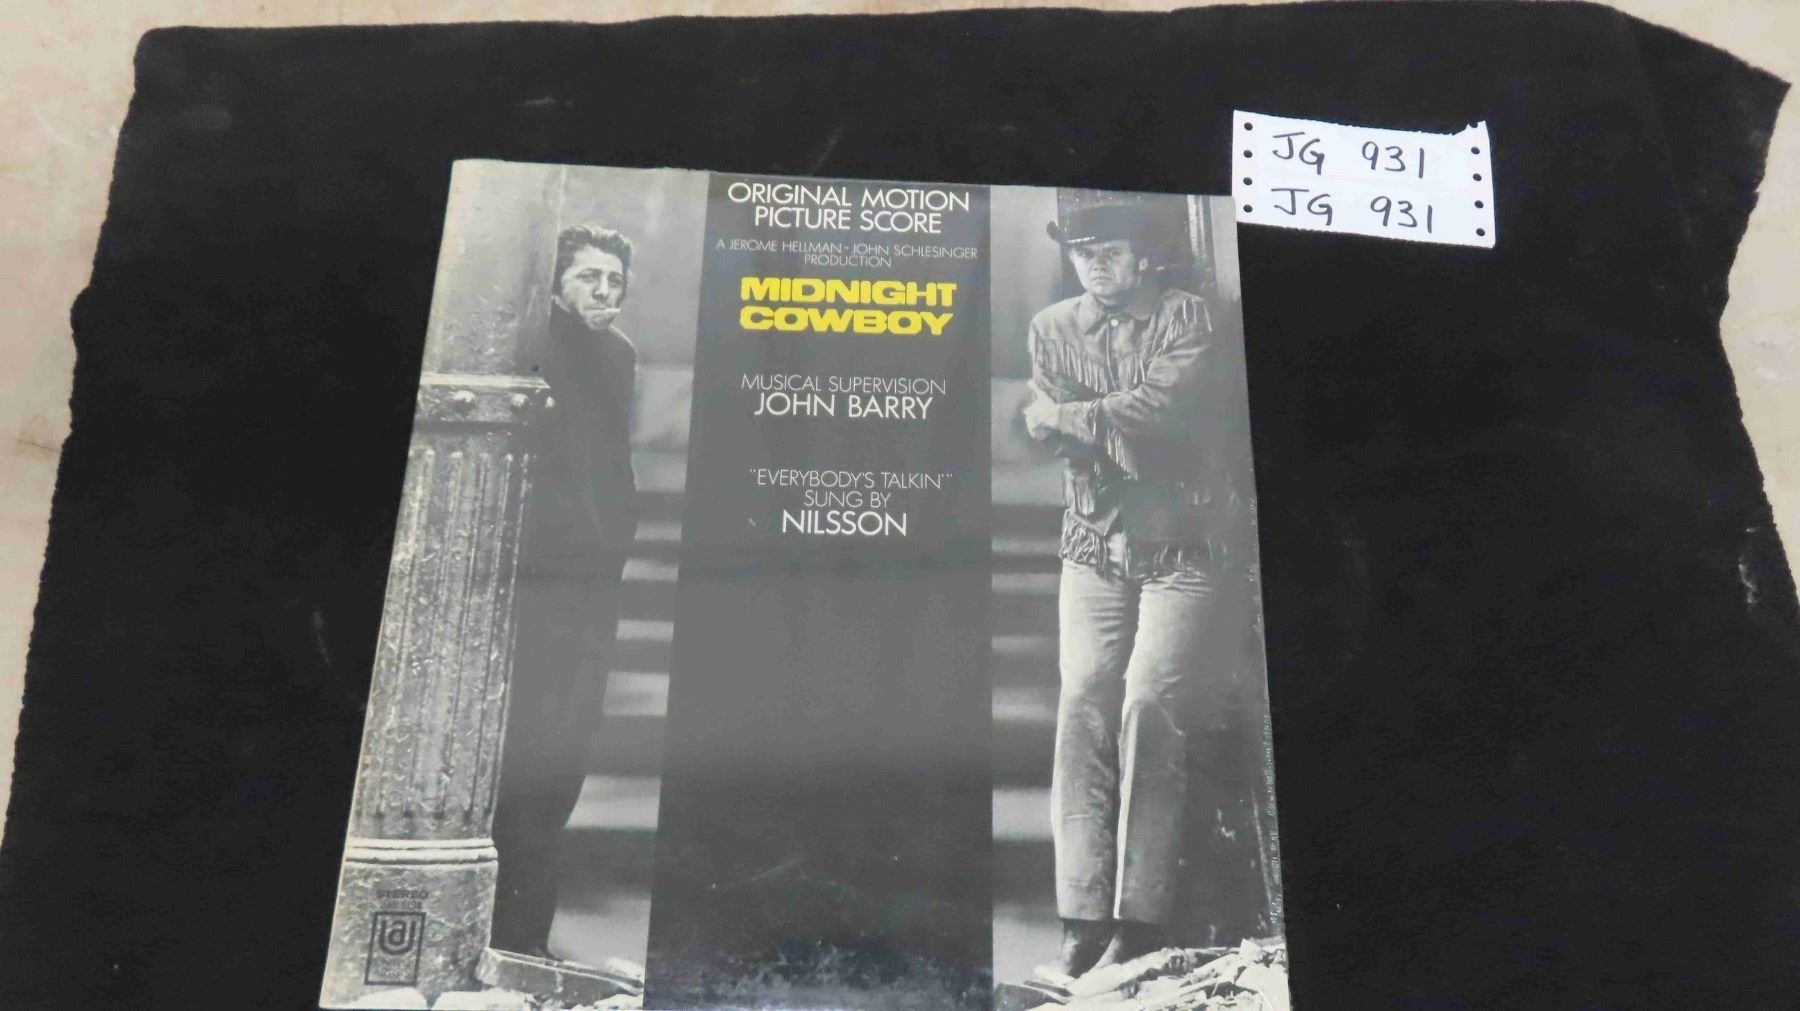 ORIGINAL MOTION
PICTURE SCORE
A JEROME HELLMAN - JOHN SCHLESINGER
PRODUCTION
MIDNIGHT
COWBOY
MUSICAL SUPERVISION
JOHN BARRY
"EVERYBODY'S TALKIN'"
SUNG BY
NILSSON
STEREO
JG 931
JG 931